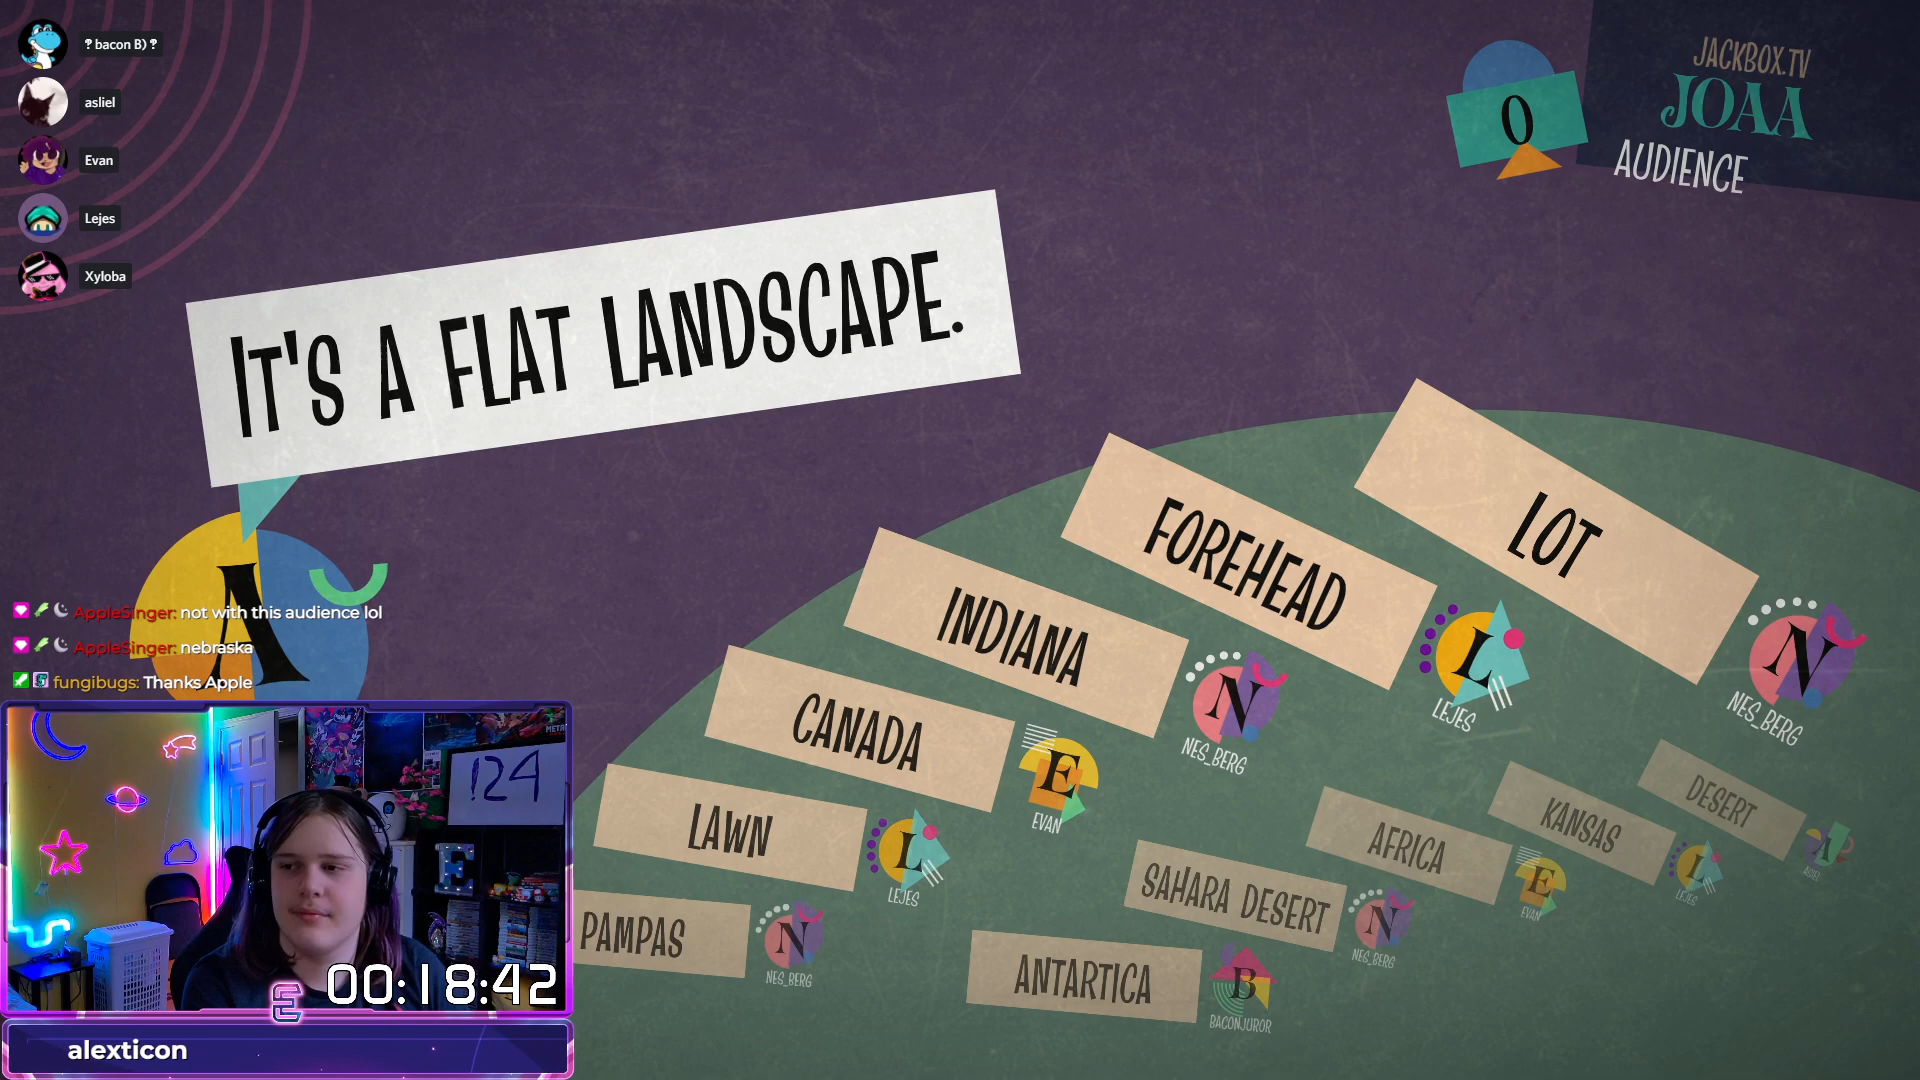 ‽ bacon B) ‽
asliel
Evan
Lejes
Xyloba
JACKBOX.TV
JOAA
AUDIENCE
0
IT'S A FLAT LANDSCAPE.
A
LOT
N
NES_BERG
FOREHEAD
L
LEJES
INDIANA
N
NES_BERG
CANADA
E
EVAN
LAWN
L
LEJES
PAMPAS
N
NES_BERG
DESERT
A
KANSAS
L
LEJES
AFRICA
E
EVAN
SAHARA DESERT
N
NES_BERG
ANTARTICA
B
BACONJUROR
AppleSinger: not with this audience lol
AppleSinger: nebraska
fungibugs: Thanks Apple
!124
E
00:18:42
alexticon